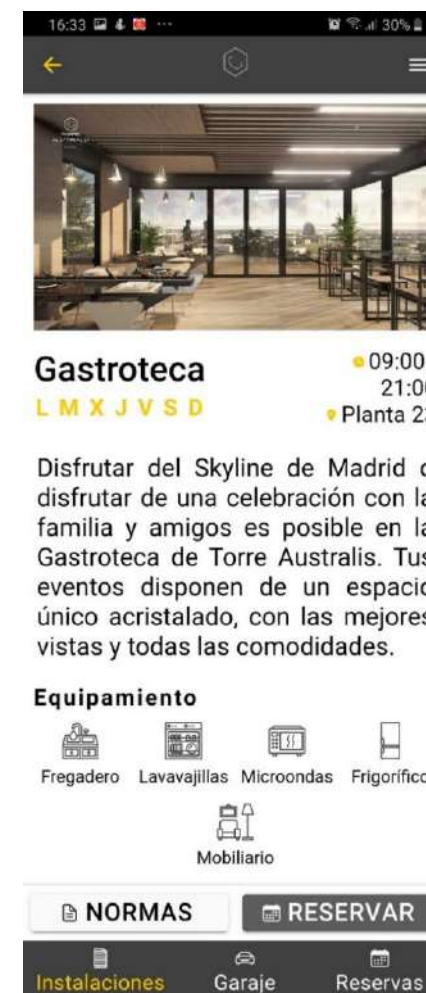 16:33 30%
Gastroteca
09:00
21:00
L M X J V S D
Planta 23
Disfrutar del Skyline de Madrid o
disfrutar de una celebración con la
familia y amigos es posible en la
Gastroteca de Torre Australis. Tus
eventos disponen de un espacio
único acristalado, con las mejores
vistas y todas las comodidades.
Equipamiento
Fregadero Lavavajillas Microondas Frigorífico
Mobiliario
NORMAS RESERVAR
Instalaciones Garaje Reservas